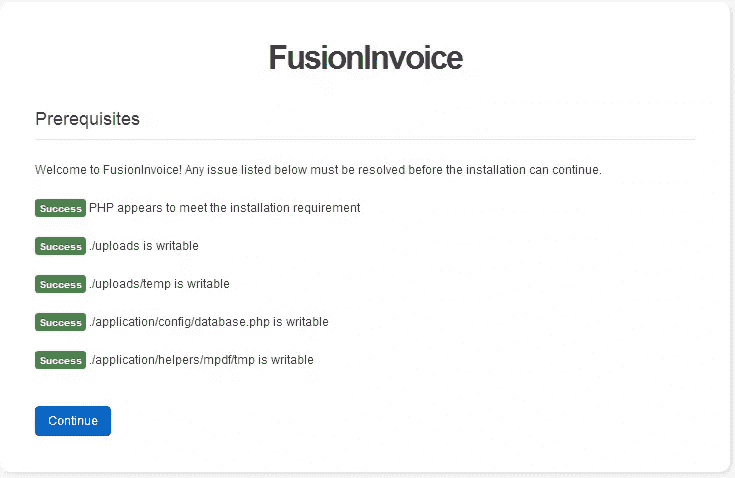 FusionInvoice
Prerequisites
Welcome to FusionInvoice! Any issue listed below must be resolved before the installation can continue.
Success PHP appears to meet the installation requirement
Success ./uploads is writable
Success ./uploads/temp is writable
Success ./application/config/database.php is writable
Success ./application/helpers/mpdf/tmp is writable
Continue